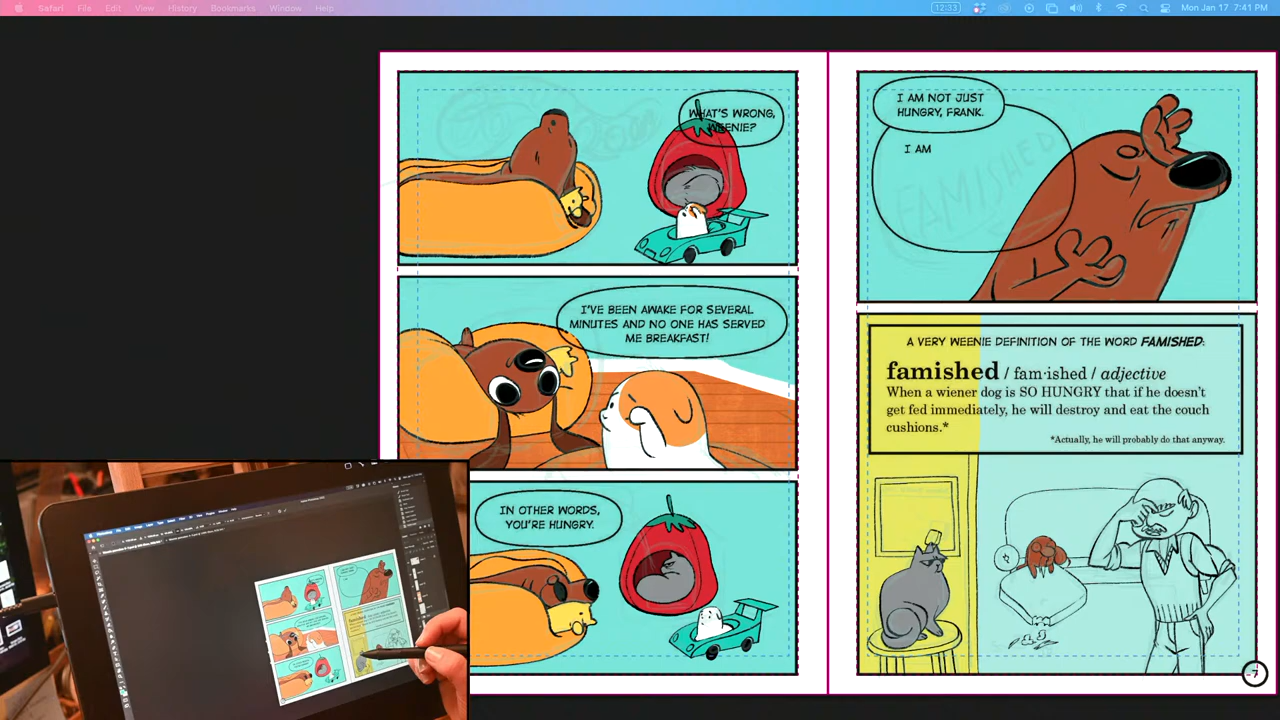 Safari File Edit View History Bookmarks Window Help
12:33
Mon Jan 17 7:41 PM
WHAT'S WRONG,
WEENIE?
I'VE BEEN AWAKE FOR SEVERAL
MINUTES AND NO ONE HAS SERVED
ME BREAKFAST!
IN OTHER WORDS,
YOU'RE HUNGRY.
I AM NOT JUST
HUNGRY, FRANK.
I AM
FAMISHED
A VERY WEENIE DEFINITION OF THE WORD FAMISHED:
famished / fam·ished / adjective
When a wiener dog is SO HUNGRY that if he doesn't
get fed immediately, he will destroy and eat the couch
cushions.*
*Actually, he will probably do that anyway.
7